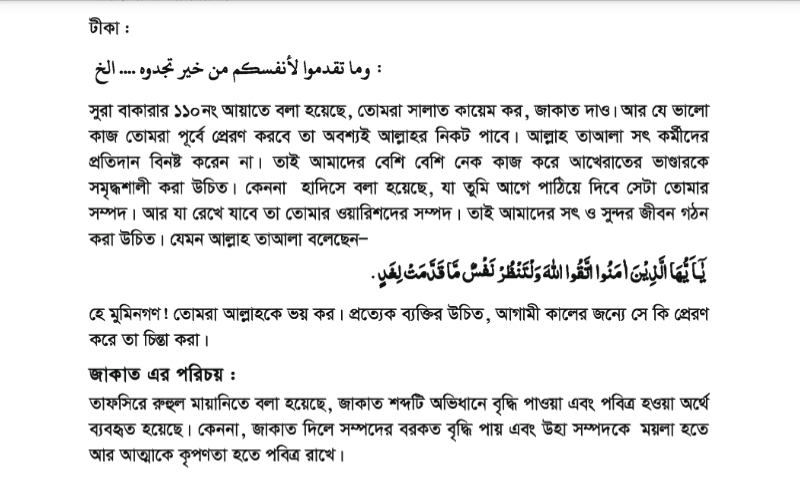 টীকা :
وما تقدموا لأنفسكم من خير تجدوه .... الخ :
সুরা বাকারার ১১০নং আয়াতে বলা হয়েছে, তোমরা সালাত কায়েম কর, জাকাত দাও। আর যে ভালো
কাজ তোমরা পূর্বে প্রেরণ করবে তা অবশ্যই আল্লাহর নিকট পাবে। আল্লাহ তাআলা সৎ কর্মীদের
প্রতিদান বিনষ্ট করেন না। তাই আমাদের বেশি বেশি নেক কাজ করে আখেরাতের ভাণ্ডারকে
সমৃদ্ধশালী করা উচিত। কেননা হাদিসে বলা হয়েছে, যা তুমি আগে পাঠিয়ে দিবে সেটা তোমার
সম্পদ। আর যা রেখে যাবে তা তোমার ওয়ারিশদের সম্পদ। তাই আমাদের সৎ ও সুন্দর জীবন গঠন
করা উচিত। যেমন আল্লাহ তাআলা বলেছেন–
يٰٓاَيُّهَا الَّذِيْنَ اٰمَنُوا اتَّقُوا اللهَ وَلْتَنْظُرْ نَفْسٌ مَّا قَدَّمَتْ لِغَدٍ.
হে মুমিনগণ! তোমরা আল্লাহকে ভয় কর। প্রত্যেক ব্যক্তির উচিত, আগামী কালের জন্যে সে কি প্রেরণ
করে তা চিন্তা করা।
জাকাত এর পরিচয় :
তাফসিরে রুহুল মায়ানিতে বলা হয়েছে, জাকাত শব্দটি অভিধানে বৃদ্ধি পাওয়া এবং পবিত্র হওয়া অর্থে
ব্যবহৃত হয়েছে। কেননা, জাকাত দিলে সম্পদের বরকত বৃদ্ধি পায় এবং উহা সম্পদকে ময়লা হতে
আর আত্মাকে কৃপণতা হতে পবিত্র রাখে।